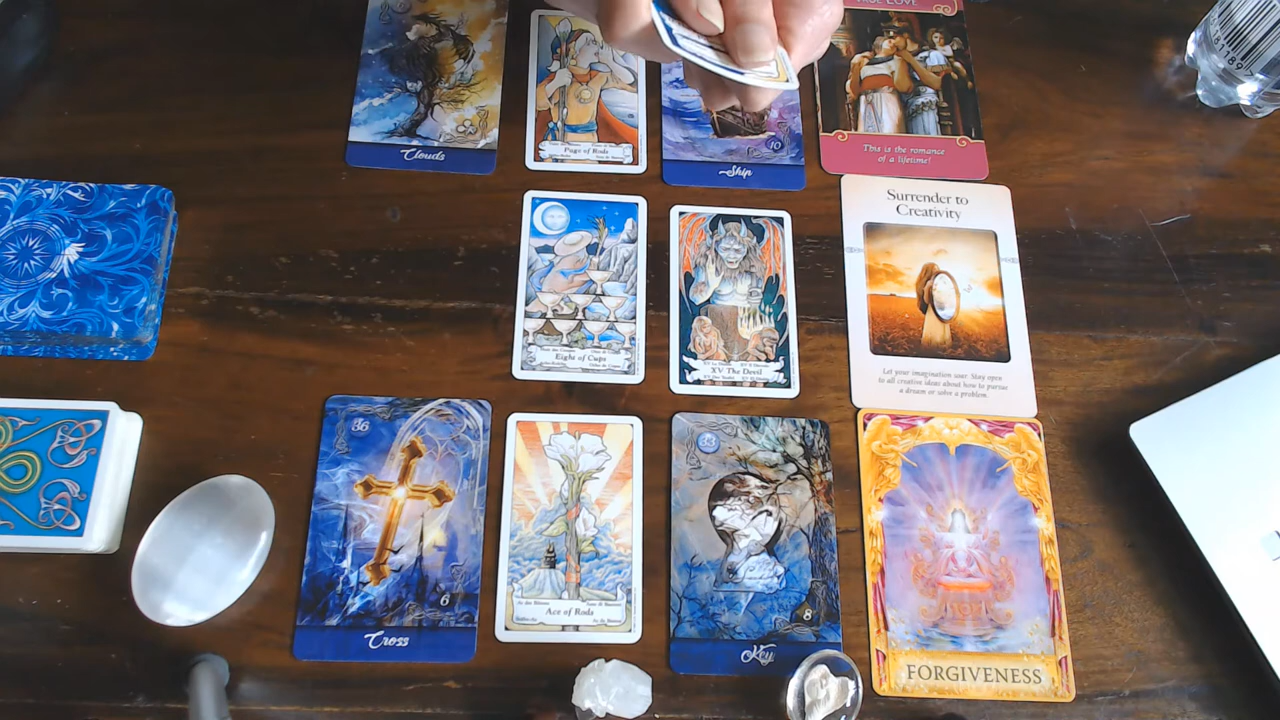 TRUE LOVE
Clouds
Page of Rods
10
Ship
This is the romance
of a lifetime!
Surrender to
Creativity
Eight of Cups
XV The Devil
Let your imagination soar. Stay open
to all creative ideas about how to pursue
a dream or solve a problem.
36
6
Cross
Ace of Rods
33
8
Key
FORGIVENESS